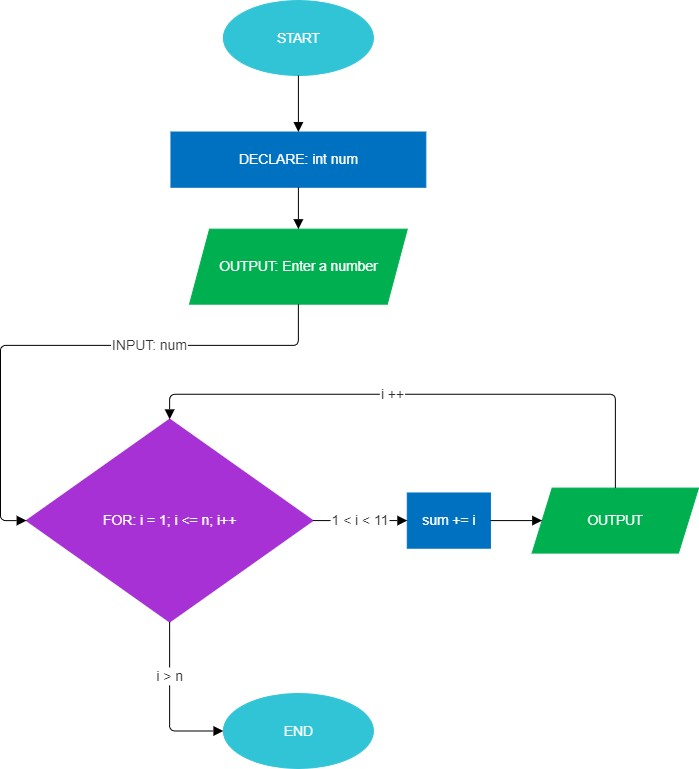 START
DECLARE: int num
OUTPUT: Enter a number
INPUT: num
i ++
FOR: i = 1; i <= n; i++
1 < i < 11
sum += i
OUTPUT
i > n
END